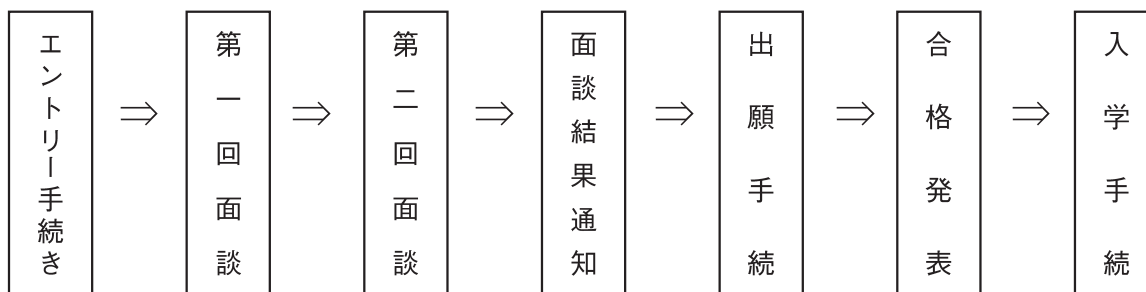 エントリー手続き
⇒
第一回面談
⇒
第二回面談
⇒
面談結果通知
⇒
出願手続
⇒
合格発表
⇒
入学手続